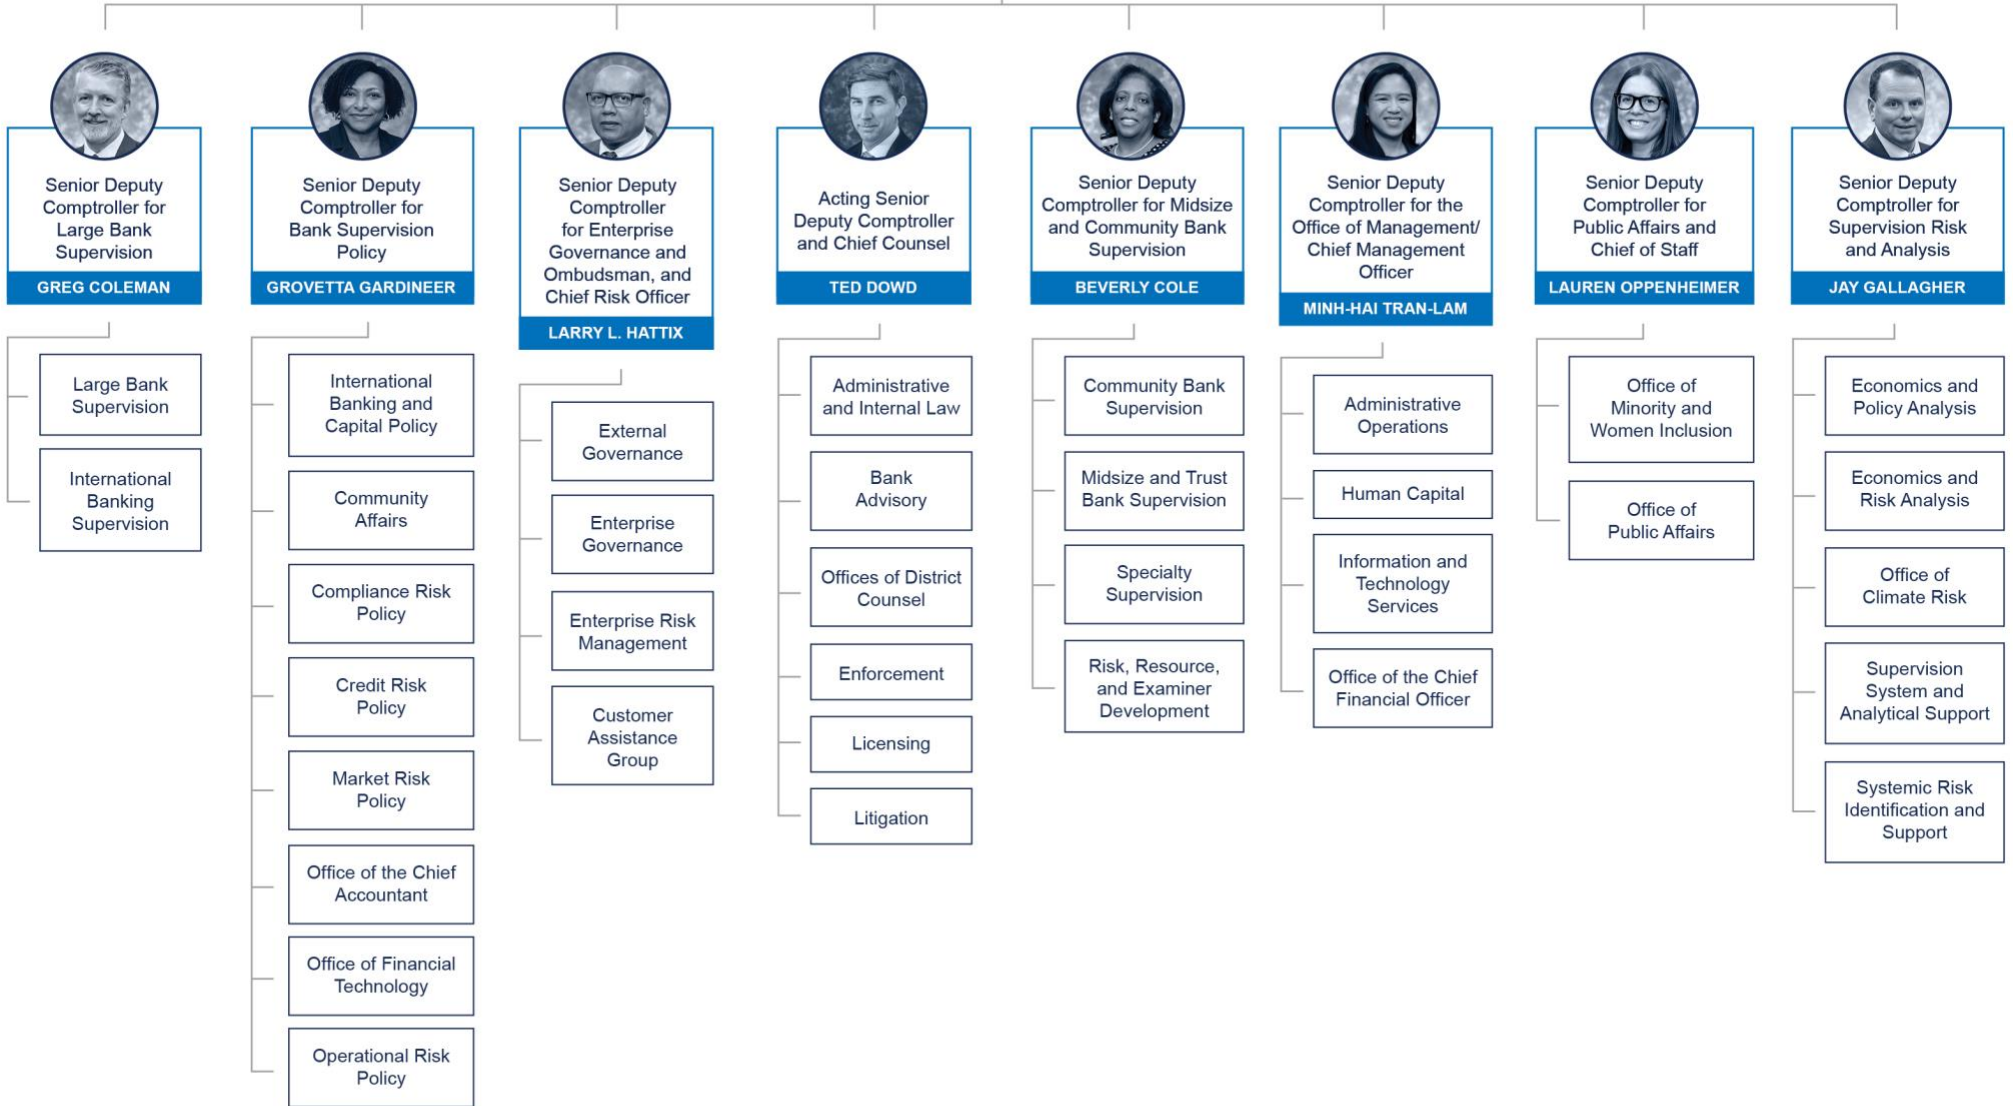 Senior Deputy
Comptroller for
Large Bank
Supervision
GREG COLEMAN
Large Bank
Supervision
International
Banking
Supervision
Senior Deputy
Comptroller for
Bank Supervision
Policy
GROVETTA GARDINEER
International
Banking and
Capital Policy
Community
Affairs
Compliance Risk
Policy
Credit Risk
Policy
Market Risk
Policy
Office of the Chief
Accountant
Office of Financial
Technology
Operational Risk
Policy
Senior Deputy
Comptroller
for Enterprise
Governance and
Ombudsman, and
Chief Risk Officer
LARRY L. HATTIX
External
Governance
Enterprise
Governance
Enterprise Risk
Management
Customer
Assistance
Group
Acting Senior
Deputy Comptroller
and Chief Counsel
TED DOWD
Administrative
and Internal Law
Bank
Advisory
Offices of District
Counsel
Enforcement
Licensing
Litigation
Senior Deputy
Comptroller for Midsize
and Community Bank
Supervision
BEVERLY COLE
Community Bank
Supervision
Midsize and Trust
Bank Supervision
Specialty
Supervision
Risk, Resource,
and Examiner
Development
Senior Deputy
Comptroller for the
Office of Management/
Chief Management
Officer
MINH-HAI TRAN-LAM
Administrative
Operations
Human Capital
Information and
Technology
Services
Office of the Chief
Financial Officer
Senior Deputy
Comptroller for
Public Affairs and
Chief of Staff
LAUREN OPPENHEIMER
Office of
Minority and
Women Inclusion
Office of
Public Affairs
Senior Deputy
Comptroller for
Supervision Risk
and Analysis
JAY GALLAGHER
Economics and
Policy Analysis
Economics and
Risk Analysis
Office of
Climate Risk
Supervision
System and
Analytical Support
Systemic Risk
Identification and
Support